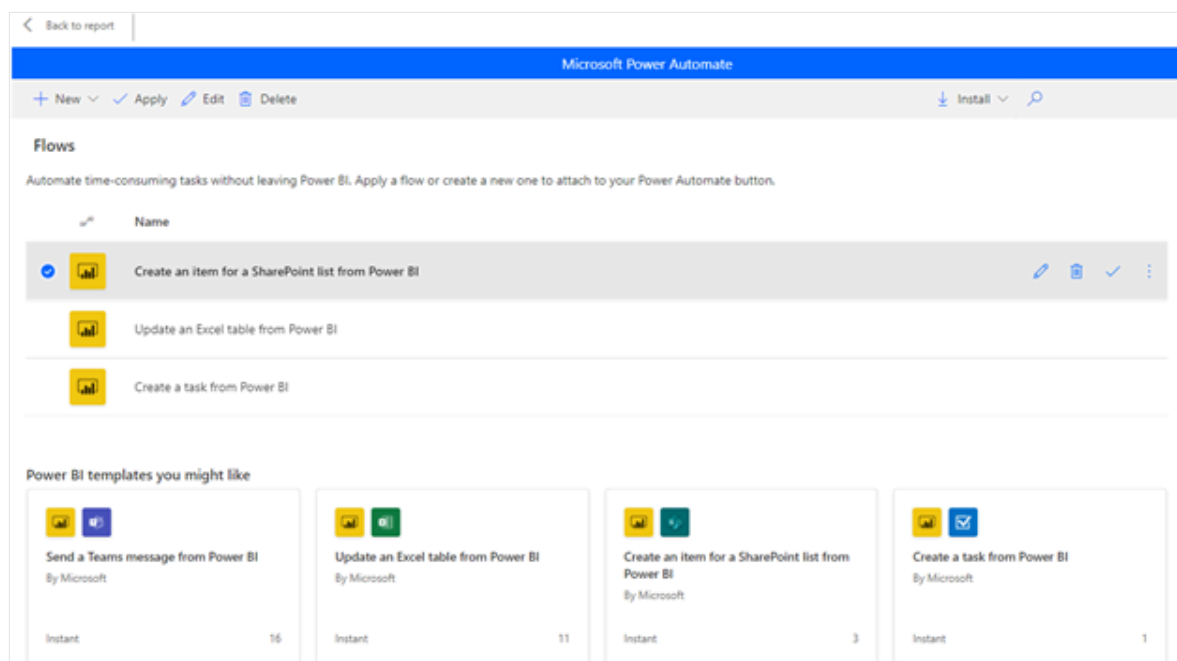 Back to report
Microsoft Power Automate
New Apply Edit Delete Install
Flows
Automate time-consuming tasks without leaving Power BI. Apply a flow or create a new one to attach to your Power Automate button.
Name
Create an item for a SharePoint list from Power BI
Update an Excel table from Power BI
Create a task from Power BI
Power BI templates you might like
Send a Teams message from Power BI
By Microsoft
Instant 16
Update an Excel table from Power BI
By Microsoft
Instant 11
Create an item for a SharePoint list from
Power BI
By Microsoft
Instant 3
Create a task from Power BI
By Microsoft
Instant 1